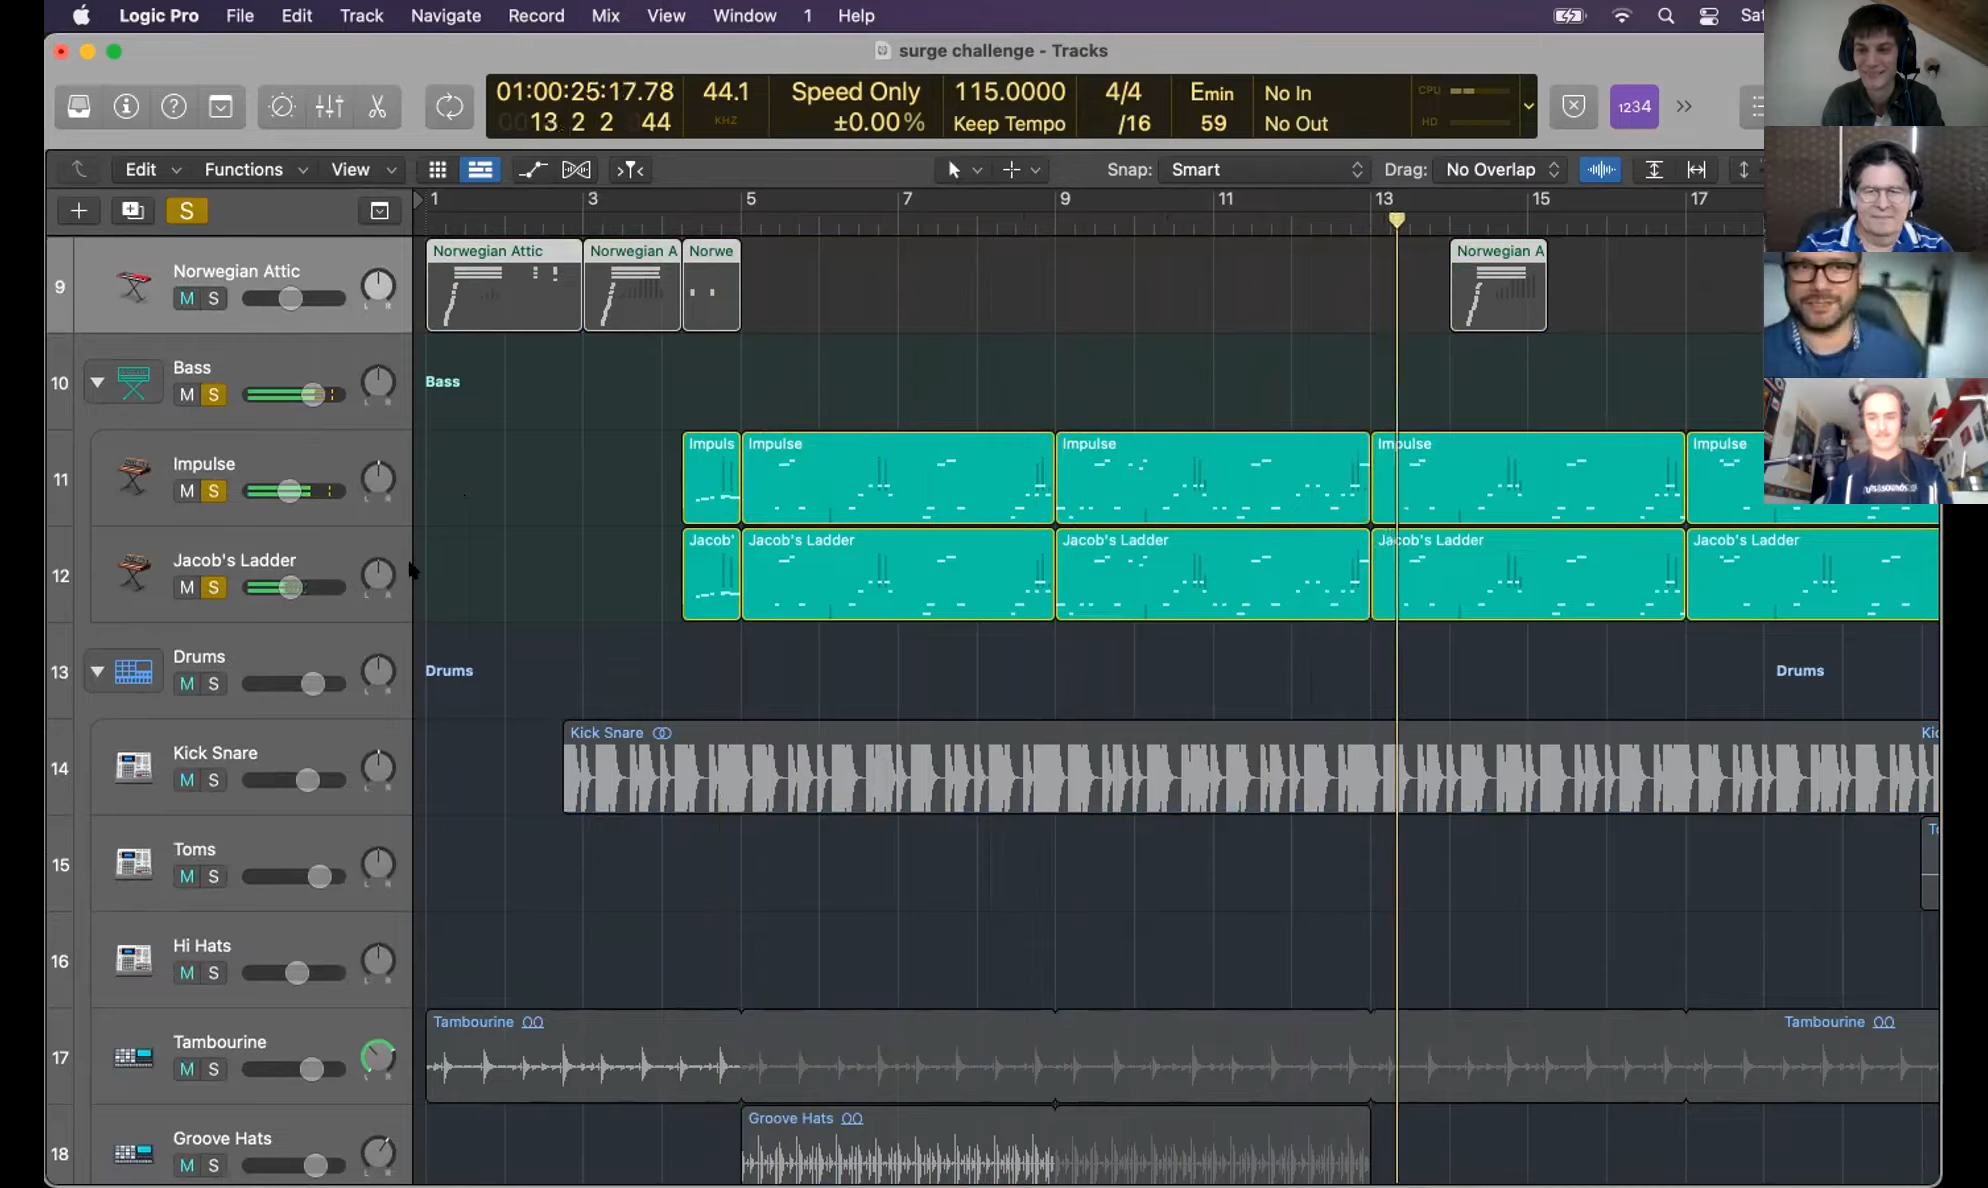 Logic Pro File Edit Track Navigate Record Mix View Window 1 Help
surge challenge - Tracks
01:00:25:17.78 44.1 Speed Only 115.0000 4/4 Emin No In CPU
13 2 2 44 KHZ ±0.00% Keep Tempo /16 59 No Out HD
1234
Edit Functions View Snap: Smart Drag: No Overlap
S
1 3 5 7 9 11 13 15 17
9 Norwegian Attic
M S
L R
Norwegian Attic Norwegian A Norwe Norwegian A
10 Bass
M S
L R
Bass
11 Impulse
M S
L R
Impuls Impulse Impulse Impulse Impulse
12 Jacob's Ladder
M S
L R
Jacob' Jacob's Ladder Jacob's Ladder Jacob's Ladder Jacob's Ladder
13 Drums
M S
L R
Drums Drums
14 Kick Snare
M S
L R
Kick Snare
15 Toms
M S
L R
16 Hi Hats
M S
L R
17 Tambourine
M S
L R
Tambourine Tambourine
18 Groove Hats
M S
L R
Groove Hats